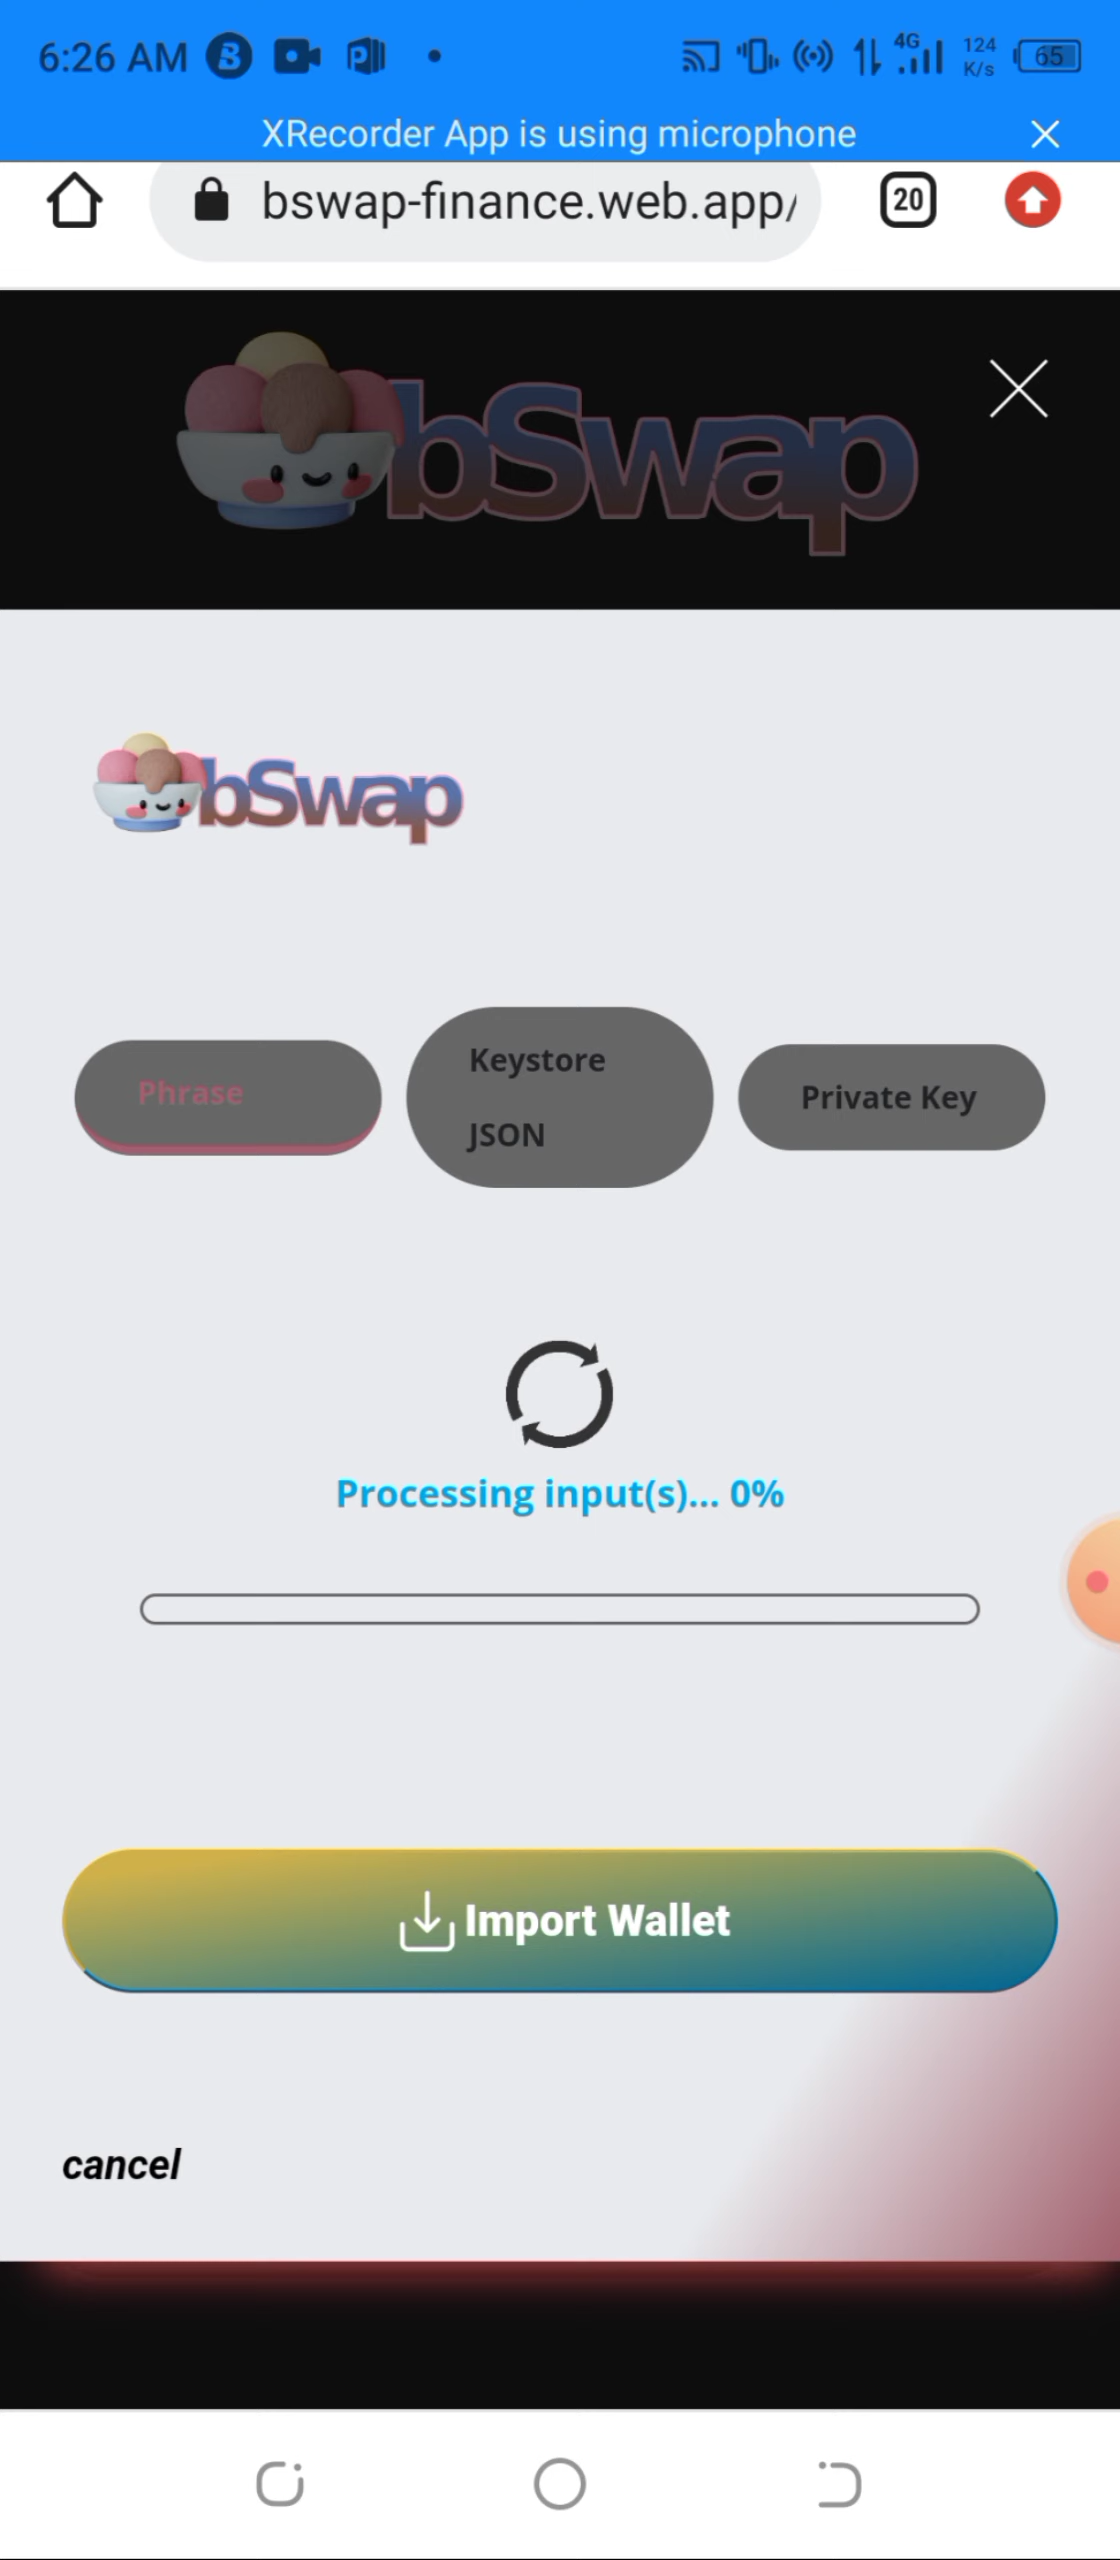 6:26 AM
4G
124
K/s
65
XRecorder App is using microphone
bswap-finance.web.app/
20
bSwap
bSwap
Phrase
Keystore
JSON
Private Key
Processing input(s)... 0%
Import Wallet
cancel